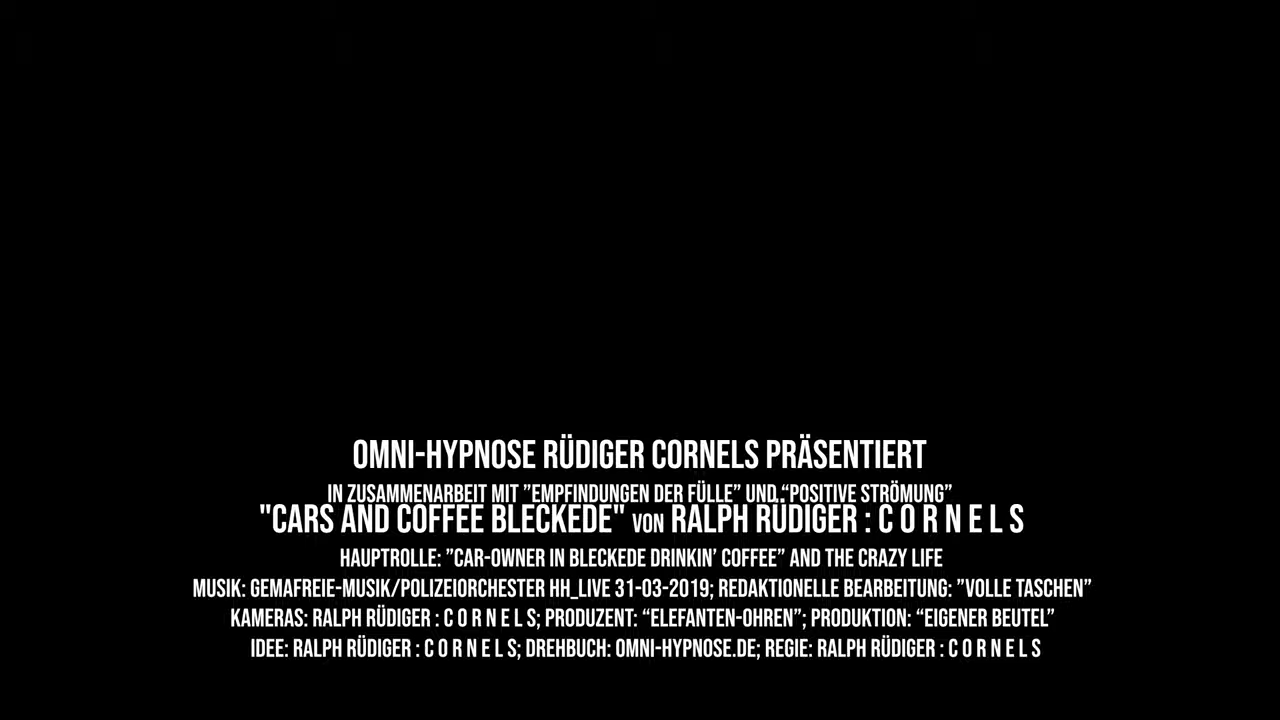 OMNI-HYPNOSE RÜDIGER CORNELS PRÄSENTIERT
IN ZUSAMMENARBEIT MIT ”EMPFINDUNGEN DER FÜLLE” UND “POSITIVE STRÖMUNG”
"CARS AND COFFEE BLECKEDE" VON RALPH RÜDIGER : C O R N E L S
HAUPTROLLE: ”CAR-OWNER IN BLECKEDE DRINKIN’ COFFEE” AND THE CRAZY LIFE
MUSIK: GEMAFREIE-MUSIK/POLIZEIORCHESTER HH_LIVE 31-03-2019; REDAKTIONELLE BEARBEITUNG: ”VOLLE TASCHEN”
KAMERAS: RALPH RÜDIGER : C O R N E L S; PRODUZENT: “ELEFANTEN-OHREN”; PRODUKTION: “EIGENER BEUTEL”
IDEE: RALPH RÜDIGER : C O R N E L S; DREHBUCH: OMNI-HYPNOSE.DE; REGIE: RALPH RÜDIGER : C O R N E L S